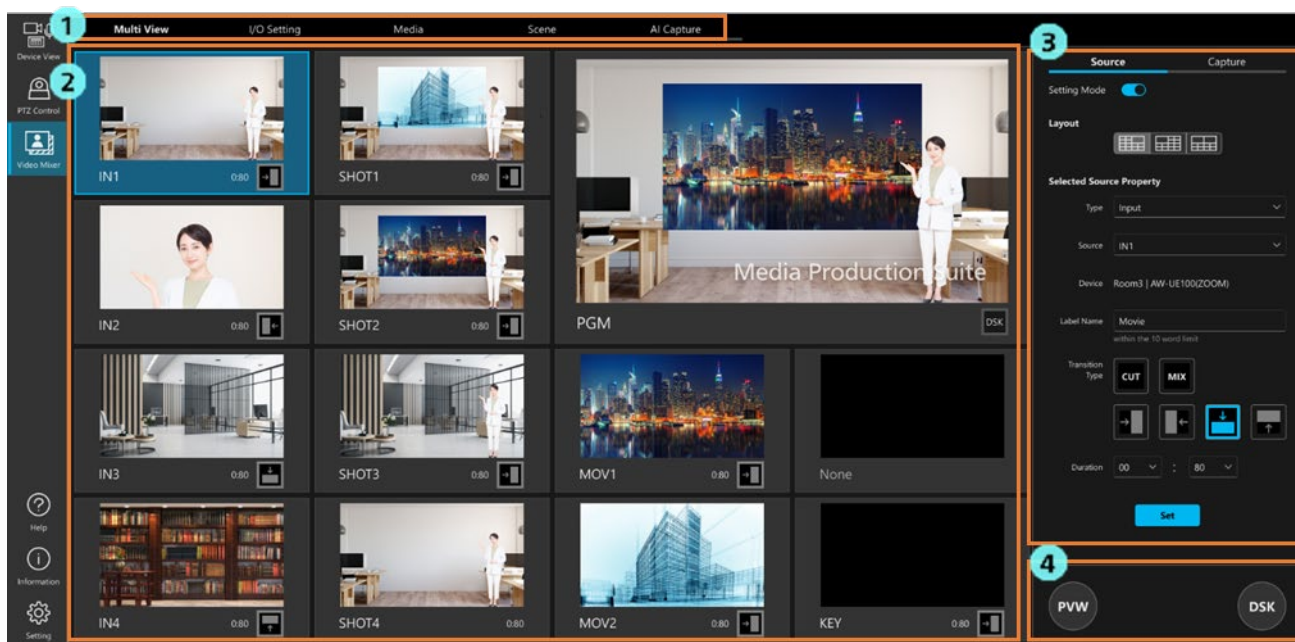 1
Multi View I/O Setting Media Scene AI Capture
Device View
PTZ Control
Video Mixer
Help
Information
Setting
2
IN1 0:80
SHOT1 0:80
Media Production Suite
IN2 0:80
SHOT2 0:80
PGM DSK
IN3 0:80
SHOT3 0:80
MOV1 0:80
None
IN4 0:80
SHOT4 0:80
MOV2 0:80
KEY 0:80
3
Source Capture
Setting Mode
Layout
Selected Source Property
Type Input
Source IN1
Device Room3 | AW-UE100(ZOOM)
Label Name Movie
within the 10 word limit
Transition
Type CUT MIX
Duration 00 : 80
Set
4
PVW DSK